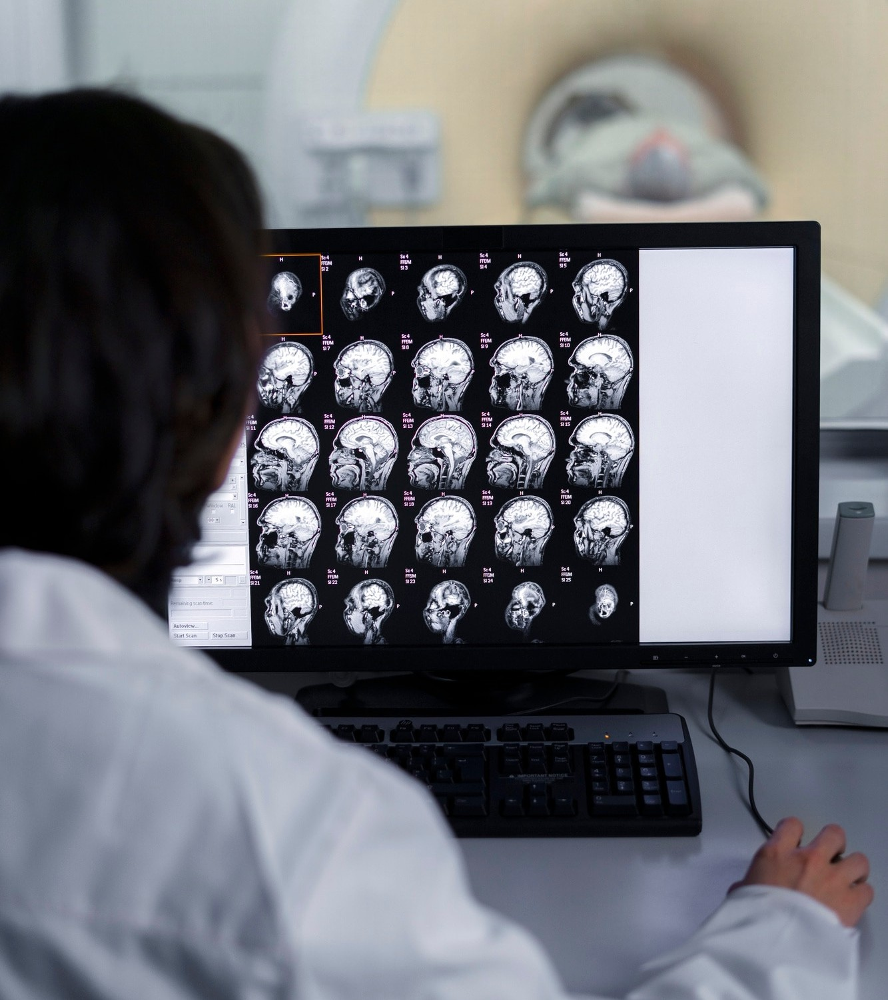 H
Sc 4
FFE/M
Sl 2
H
P
Sc 4
FFE/M
Sl 3
H
P
Sc 4
FFE/M
Sl 4
H
P
Sc 4
FFE/M
Sl 5
H
P
P
H
Sc 4
FFE/M
Sl 7
H
Sc 4
FFE/M
Sl 8
H
Sc 4
FFE/M
Sl 9
H
Sc 4
FFE/M
Sl 10
H
Sc 4
FFE/M
Sl 11
H
Sc 4
FFE/M
Sl 12
H
Sc 4
FFE/M
Sl 13
H
Sc 4
FFE/M
Sl 14
H
Sc 4
FFE/M
Sl 15
H
Sc 4
FFE/M
Sl 16
H
Sc 4
FFE/M
Sl 17
H
Sc 4
FFE/M
Sl 18
H
Sc 4
FFE/M
Sl 19
H
Sc 4
FFE/M
Sl 20
H
Sc 4
FFE/M
Sl 21
H
P
Sc 4
FFE/M
Sl 22
H
P
Sc 4
FFE/M
Sl 23
H
P
Sc 4
FFE/M
Sl 24
H
P
Sc 4
FFE/M
Sl 25
H
P
RAL
5 s
Remaining scan time:
Autoview...
Start Scan Stop Scan
IMPORTANT NOTICE